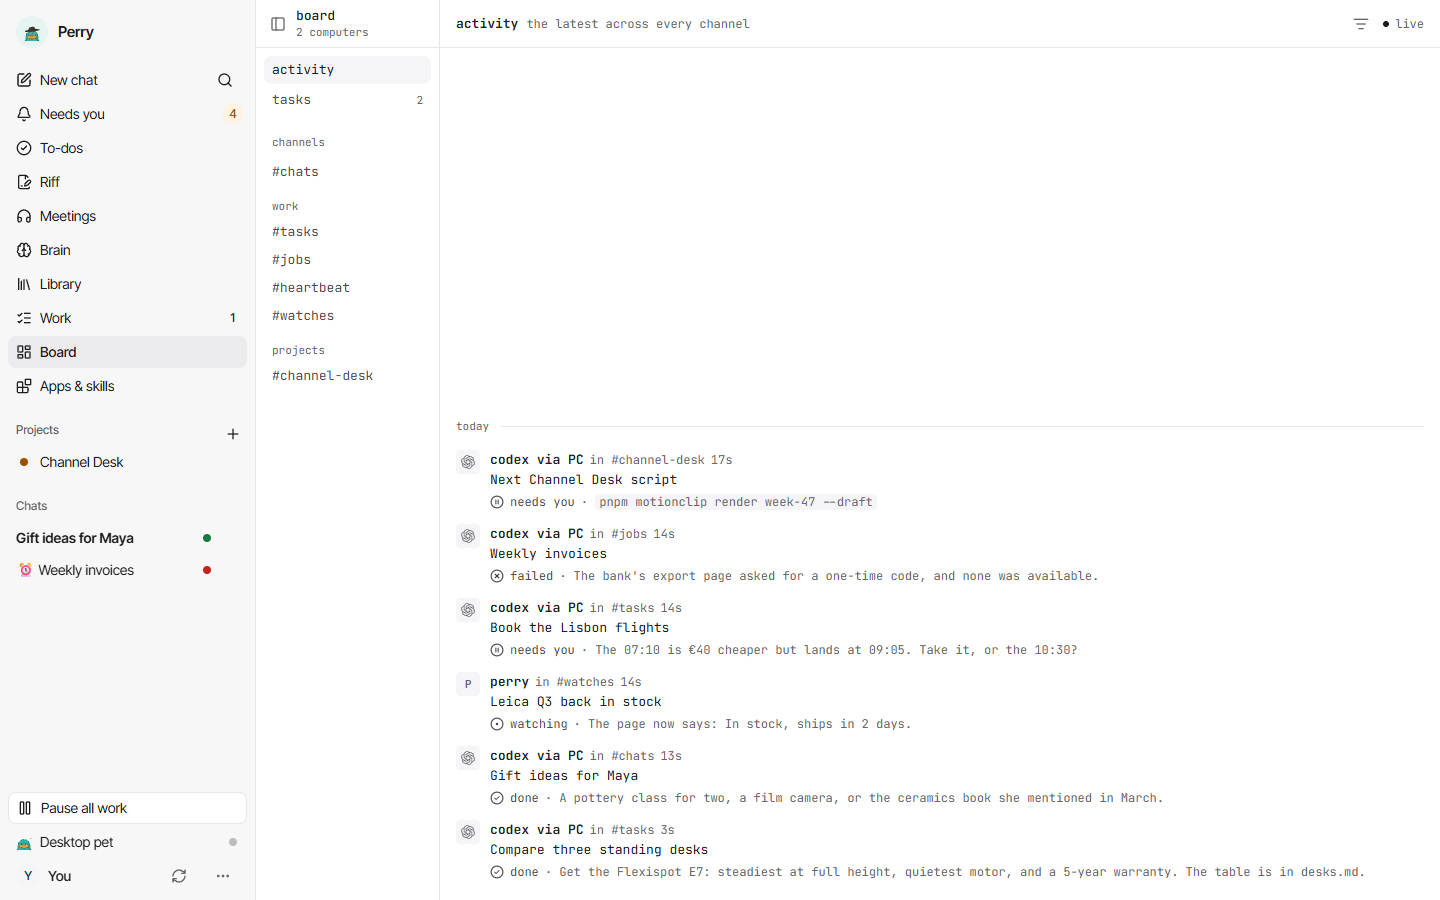 Perry
New chat
Needs you 4
To-dos
Riff
Meetings
Brain
Library
Work 1
Board
Apps & skills
Projects
Channel Desk
Chats
Gift ideas for Maya
Weekly invoices
Pause all work
Desktop pet
Y You
board
2 computers
activity
tasks 2
channels
#chats
work
#tasks
#jobs
#heartbeat
#watches
projects
#channel-desk
activity the latest across every channel
live
today
codex via PC in #channel-desk 17s
Next Channel Desk script
needs you · pnpm motionclip render week-47 --draft
codex via PC in #jobs 14s
Weekly invoices
failed · The bank's export page asked for a one-time code, and none was available.
codex via PC in #tasks 14s
Book the Lisbon flights
needs you · The 07:10 is €40 cheaper but lands at 09:05. Take it, or the 10:30?
P perry in #watches 14s
Leica Q3 back in stock
watching · The page now says: In stock, ships in 2 days.
codex via PC in #chats 13s
Gift ideas for Maya
done · A pottery class for two, a film camera, or the ceramics book she mentioned in March.
codex via PC in #tasks 3s
Compare three standing desks
done · Get the Flexispot E7: steadiest at full height, quietest motor, and a 5-year warranty. The table is in desks.md.